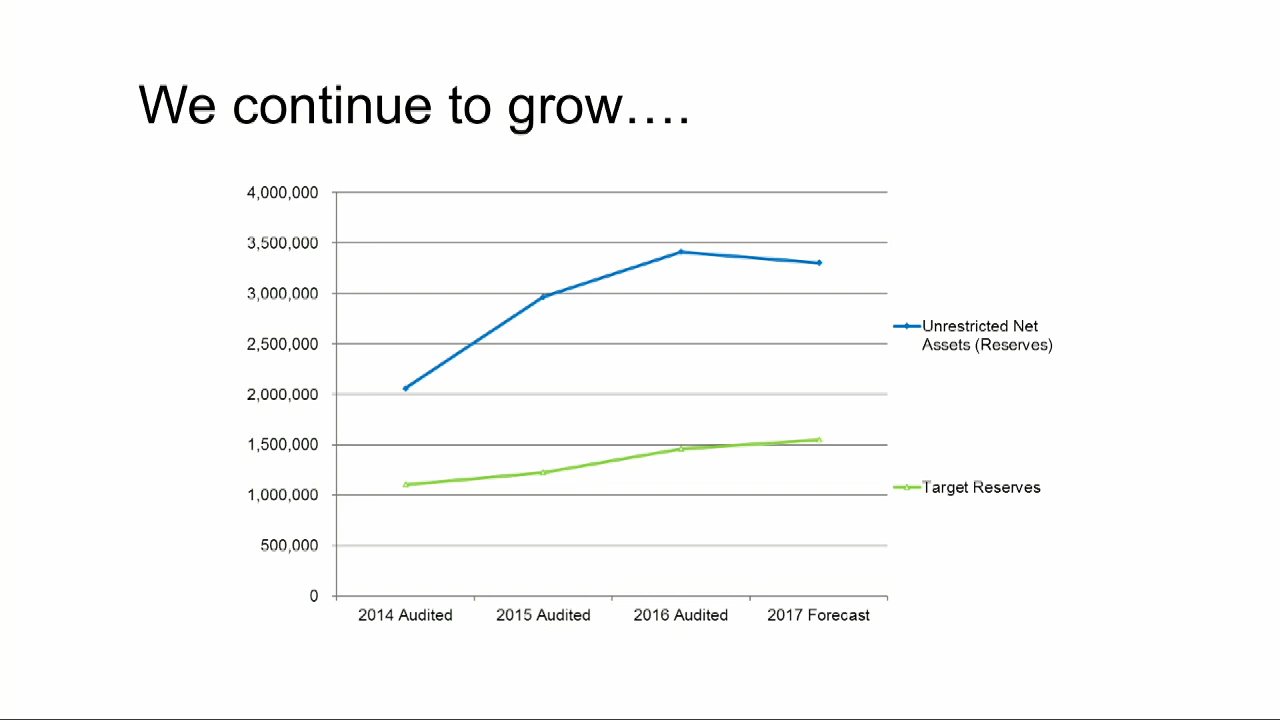 We continue to grow....
4,000,000
3,500,000
3,000,000
2,500,000
2,000,000
1,500,000
1,000,000
500,000
0
2014 Audited
2015 Audited
2016 Audited
2017 Forecast
Unrestricted Net
Assets (Reserves)
Target Reserves